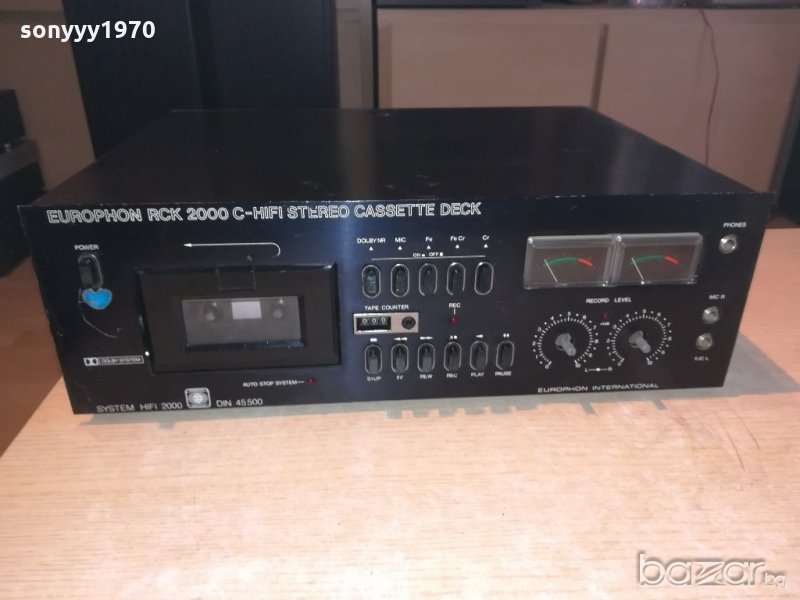 sonyyy1970
EUROPHON RCK 2000 C-HIFI STEREO CASSETTE DECK
POWER
DOLBY NR MIC Fe Fe Cr Cr
ON OFF
PHONES
TAPE COUNTER
REC
000
RECORD LEVEL
MIC R
MIC L
DOLBY SYSTEM
STOP FF REW REC PLAY PAUSE
L R
AUTO STOP SYSTEM
EUROPHON INTERNATIONAL
SYSTEM HIFI 2000 DIN 45500
bazar.bg